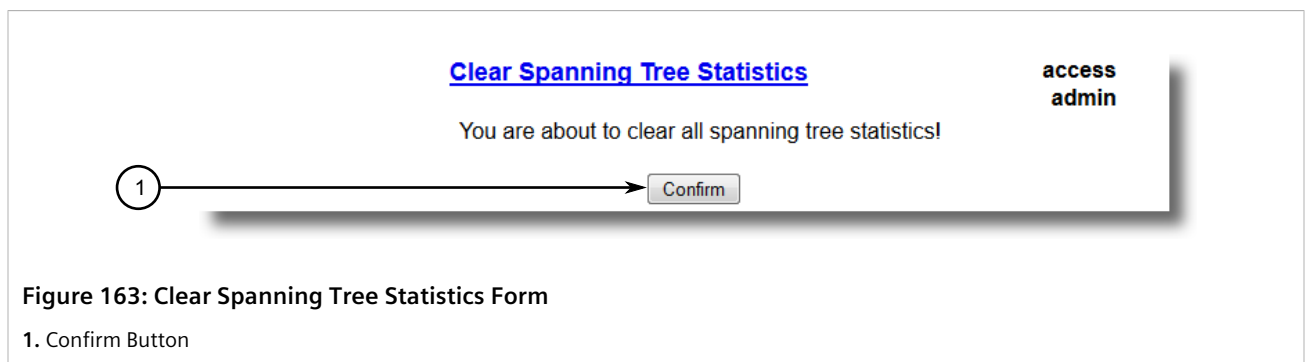 Clear Spanning Tree Statistics
access
admin
You are about to clear all spanning tree statistics!
1
Confirm
Figure 163: Clear Spanning Tree Statistics Form
1. Confirm Button